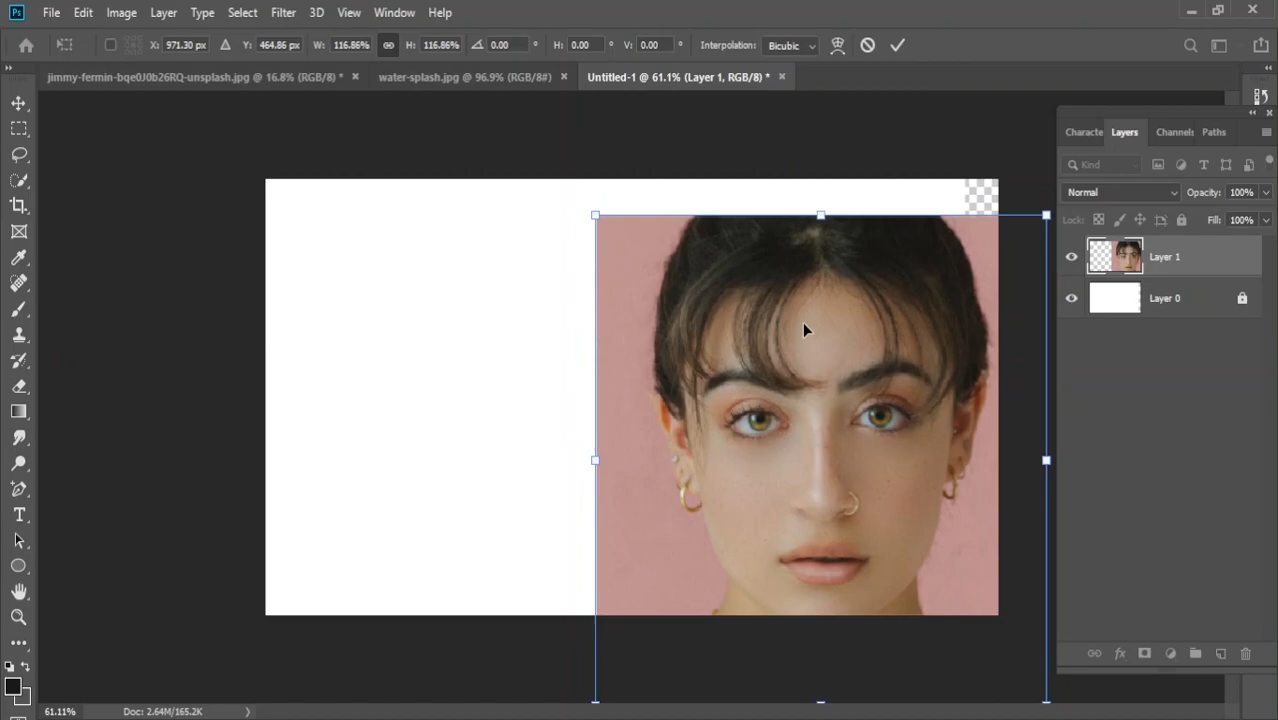 Ps File Edit Image Layer Type Select Filter 3D View Window Help
X: 971.30 px Y: 464.86 px W: 116.86% H: 116.86% 0.00 ° H: 0.00 ° V: 0.00 ° Interpolation: Bicubic
jimmy-fermin-bqe0J0b26RQ-unsplash.jpg @ 16.8% (RGB/8) * × water-splash.jpg @ 96.9% (RGB/8#) × Untitled-1 @ 61.1% (Layer 1, RGB/8) * ×
Characte Layers Channels Paths
Kind
Normal Opacity: 100%
Lock: Fill: 100%
Layer 1
Layer 0
fx
T
61.11% Doc: 2.64M/165.2K